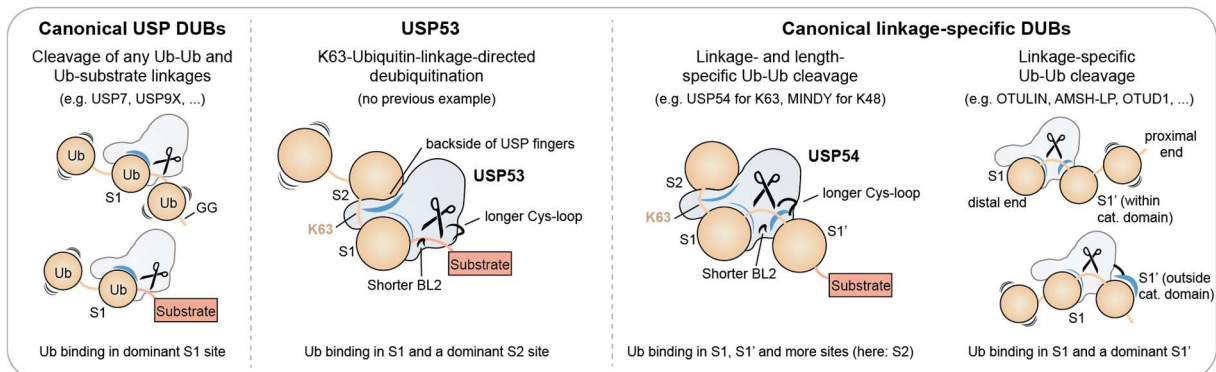 Canonical USP DUBs
Cleavage of any Ub-Ub and
Ub-substrate linkages
(e.g. USP7, USP9X, ...)
Ub
Ub
S1
Ub
GG
Ub
Ub
S1
Substrate
Ub binding in dominant S1 site
USP53
K63-Ubiquitin-linkage-directed
deubiquitination
(no previous example)
backside of USP fingers
S2
USP53
K63
longer Cys-loop
S1
Substrate
Shorter BL2
Ub binding in S1 and a dominant S2 site
Canonical linkage-specific DUBs
Linkage- and length-
specific Ub-Ub cleavage
(e.g. USP54 for K63, MINDY for K48)
USP54
S2
longer Cys-loop
K63
S1
S1'
Shorter BL2
Substrate
Ub binding in S1, S1' and more sites (here: S2)
Linkage-specific
Ub-Ub cleavage
(e.g. OTULIN, AMSH-LP, OTUD1, ...)
proximal
end
S1
distal end
S1' (within
cat. domain)
S1' (outside
cat. domain)
S1
Ub binding in S1 and a dominant S1'